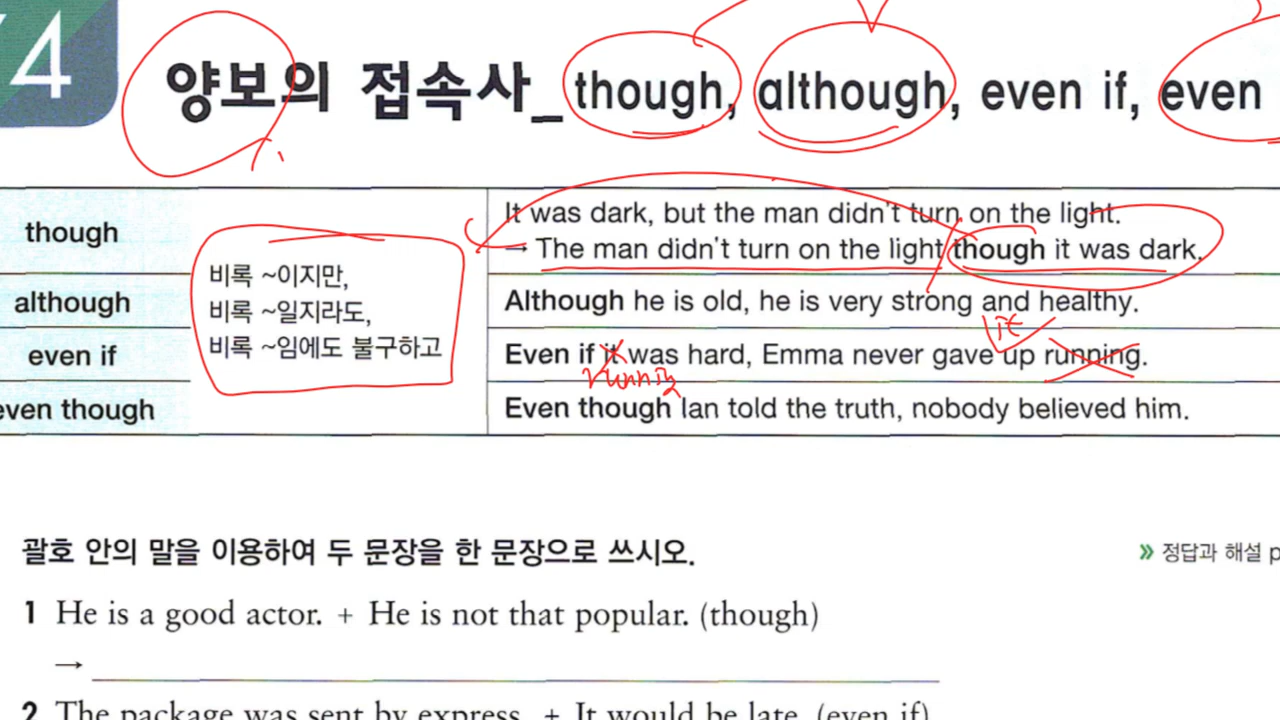 4
양보의 접속사_ though, although, even if, even
though
비록 ~이지만,
비록 ~일지라도,
비록 ~임에도 불구하고
It was dark, but the man didn't turn on the light.
→ The man didn't turn on the light though it was dark.
although
Although he is old, he is very strong and healthy.
it
even if
Even if it was hard, Emma never gave up running.
running
even though
Even though Ian told the truth, nobody believed him.
괄호 안의 말을 이용하여 두 문장을 한 문장으로 쓰시오.
» 정답과 해설 p
1 He is a good actor. + He is not that popular. (though)
→
2 The package was sent by express. + It would be late. (even if)